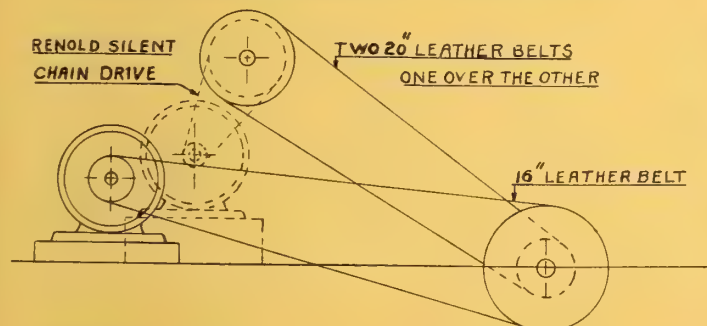 RENOLD SILENT
CHAIN DRIVE
TWO 20" LEATHER BELTS
ONE OVER THE OTHER
16" LEATHER BELT